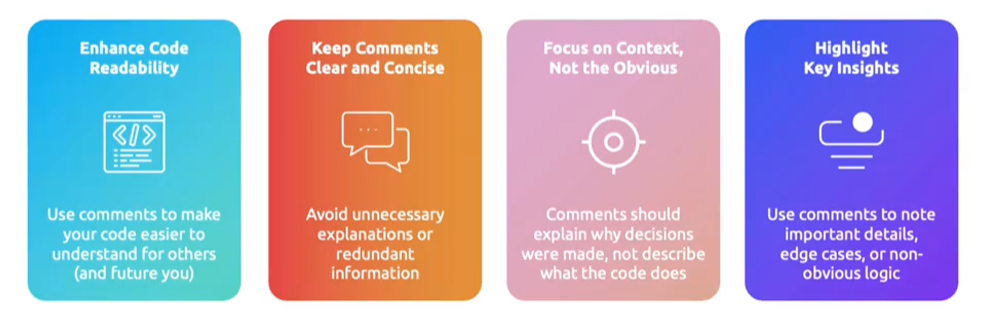 Enhance Code
Readability
Use comments to make
your code easier to
understand for others
(and future you)
Keep Comments
Clear and Concise
Avoid unnecessary
explanations or
redundant
information
Focus on Context,
Not the Obvious
Comments should
explain why decisions
were made, not describe
what the code does
Highlight
Key Insights
Use comments to note
important details,
edge cases, or non-
obvious logic